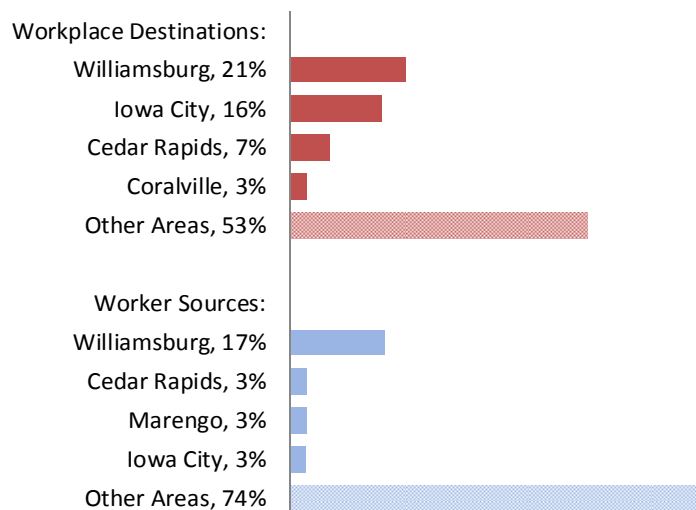 Workplace Destinations:
Williamsburg, 21%
Iowa City, 16%
Cedar Rapids, 7%
Coralville, 3%
Other Areas, 53%
Worker Sources:
Williamsburg, 17%
Cedar Rapids, 3%
Marengo, 3%
Iowa City, 3%
Other Areas, 74%